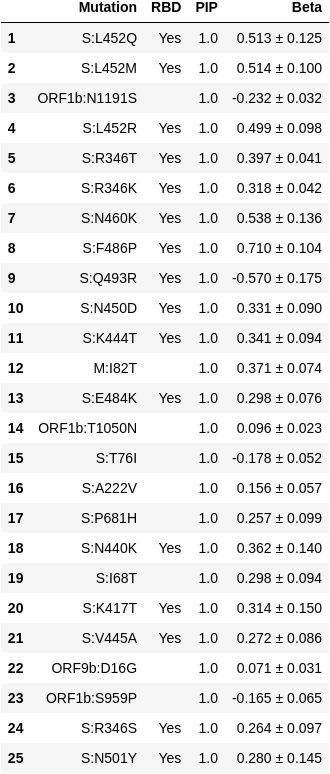 Mutation RBD PIP Beta
1 S:L452Q Yes 1.0 0.513 ± 0.125
2 S:L452M Yes 1.0 0.514 ± 0.100
3 ORF1b:N1191S 1.0 -0.232 ± 0.032
4 S:L452R Yes 1.0 0.499 ± 0.098
5 S:R346T Yes 1.0 0.397 ± 0.041
6 S:R346K Yes 1.0 0.318 ± 0.042
7 S:N460K Yes 1.0 0.538 ± 0.136
8 S:F486P Yes 1.0 0.710 ± 0.104
9 S:Q493R Yes 1.0 -0.570 ± 0.175
10 S:N450D Yes 1.0 0.331 ± 0.090
11 S:K444T Yes 1.0 0.341 ± 0.094
12 M:I82T 1.0 0.371 ± 0.074
13 S:E484K Yes 1.0 0.298 ± 0.076
14 ORF1b:T1050N 1.0 0.096 ± 0.023
15 S:T76I 1.0 -0.178 ± 0.052
16 S:A222V 1.0 0.156 ± 0.057
17 S:P681H 1.0 0.257 ± 0.099
18 S:N440K Yes 1.0 0.362 ± 0.140
19 S:I68T 1.0 0.298 ± 0.094
20 S:K417T Yes 1.0 0.314 ± 0.150
21 S:V445A Yes 1.0 0.272 ± 0.086
22 ORF9b:D16G 1.0 0.071 ± 0.031
23 ORF1b:S959P 1.0 -0.165 ± 0.065
24 S:R346S Yes 1.0 0.264 ± 0.097
25 S:N501Y Yes 1.0 0.280 ± 0.145